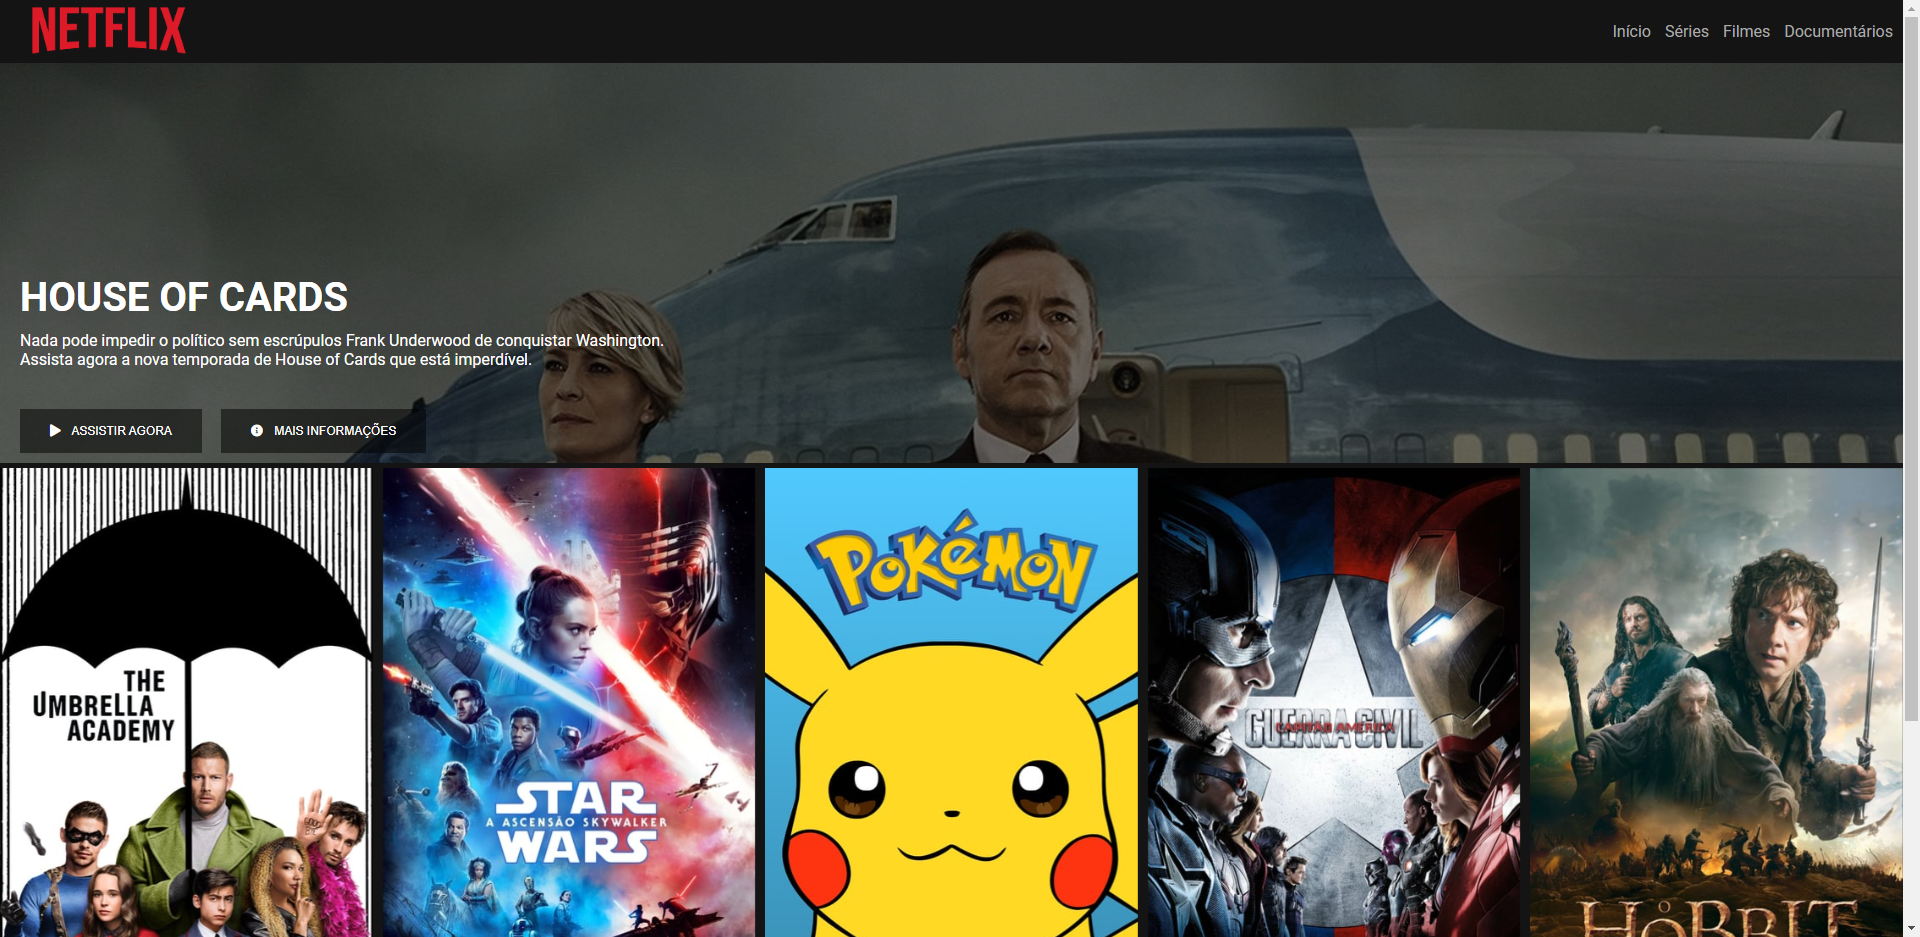 NETFLIX
Início Séries Filmes Documentários
HOUSE OF CARDS
Nada pode impedir o político sem escrúpulos Frank Underwood de conquistar Washington.
Assista agora a nova temporada de House of Cards que está imperdível.
ASSISTIR AGORA
MAIS INFORMAÇÕES
THE
UMBRELLA
ACADEMY
STAR
A ASCENSÃO SKYWALKER
WARS
POKéMON
CAPITÃO AMÉRICA
GUERRA CIVIL
HOBBIT